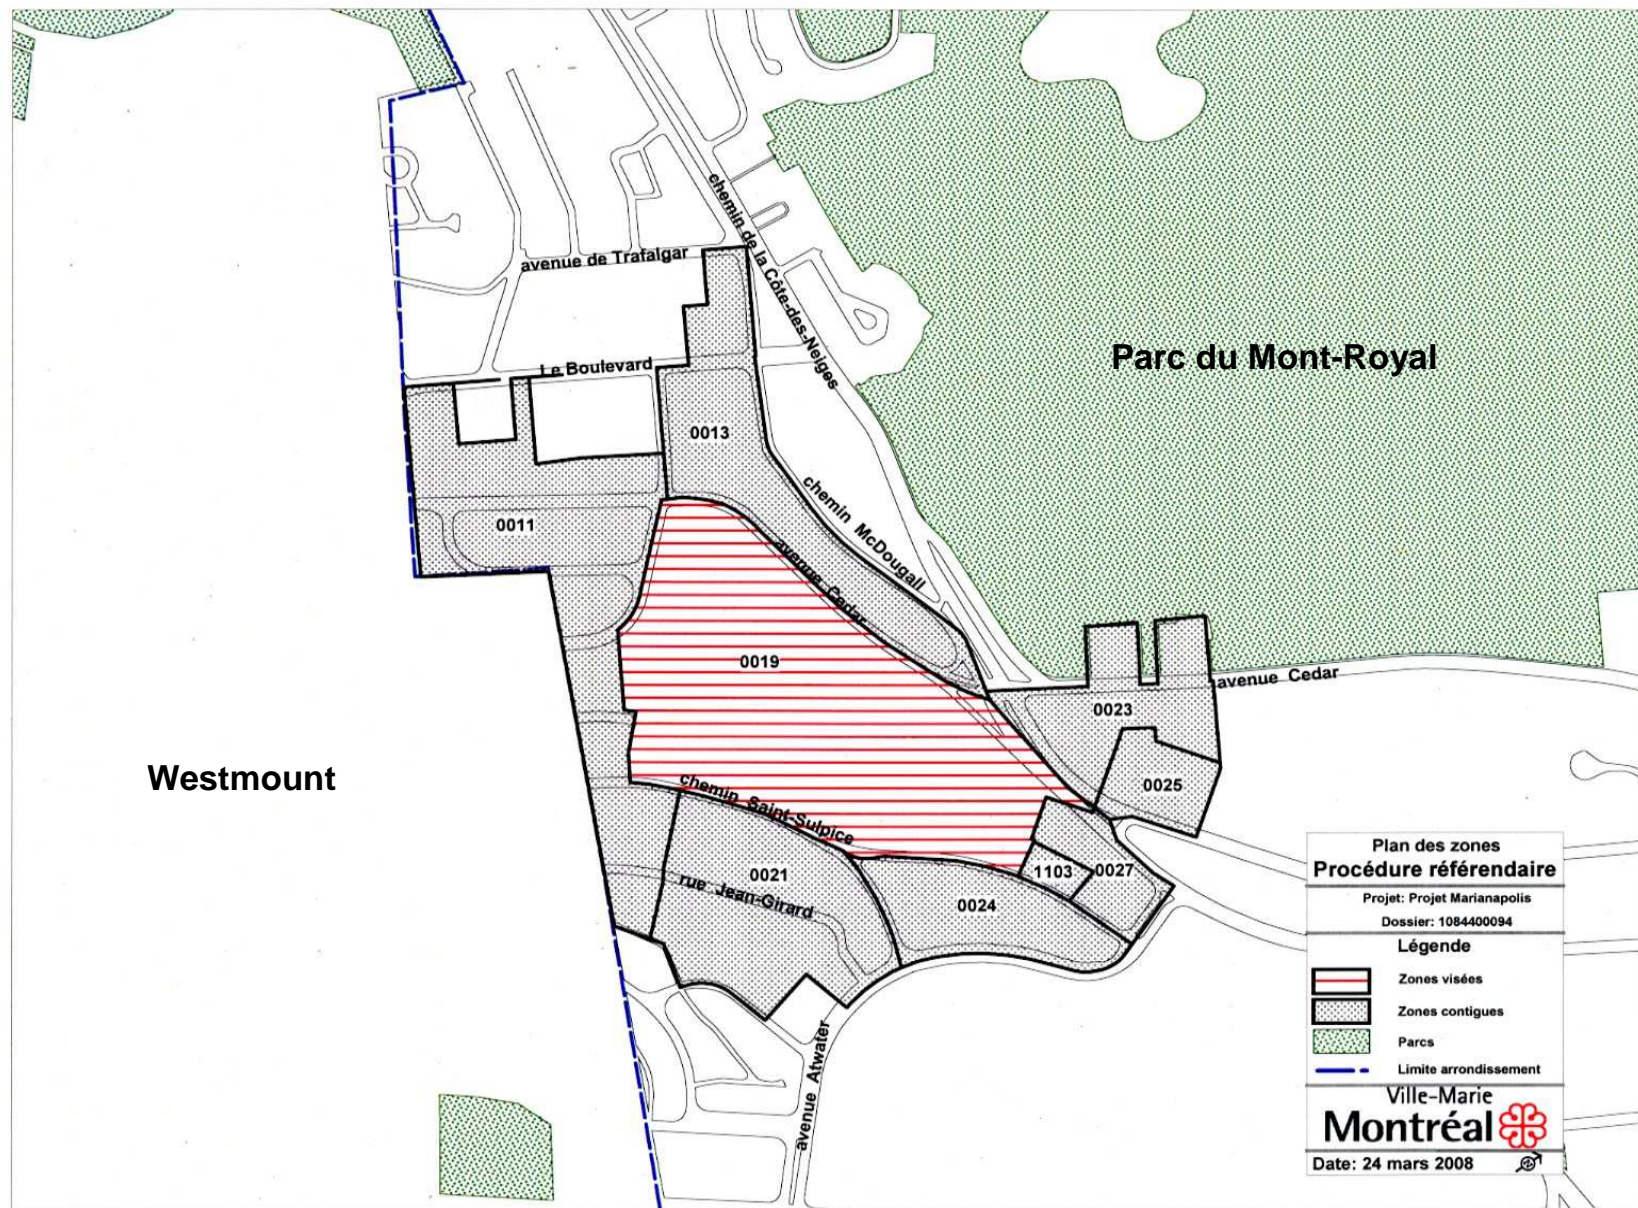 chemin de la Côte-des-Neiges
avenue de Trafalgar
Parc du Mont-Royal
Le Boulevard
0013
chemin McDougall
0011
avenue Cedar
0019
avenue Cedar
0023
Westmount
0025
chemin Saint-Sulpice
0021
1103
0027
rue Jean-Girard
0024
avenue Atwater
Plan des zones
Procédure référendaire
Projet: Projet Marianapolis
Dossier: 1084400094
Légende
Zones visées
Zones contigues
Parcs
Limite arrondissement
Ville-Marie
Montréal
Date: 24 mars 2008